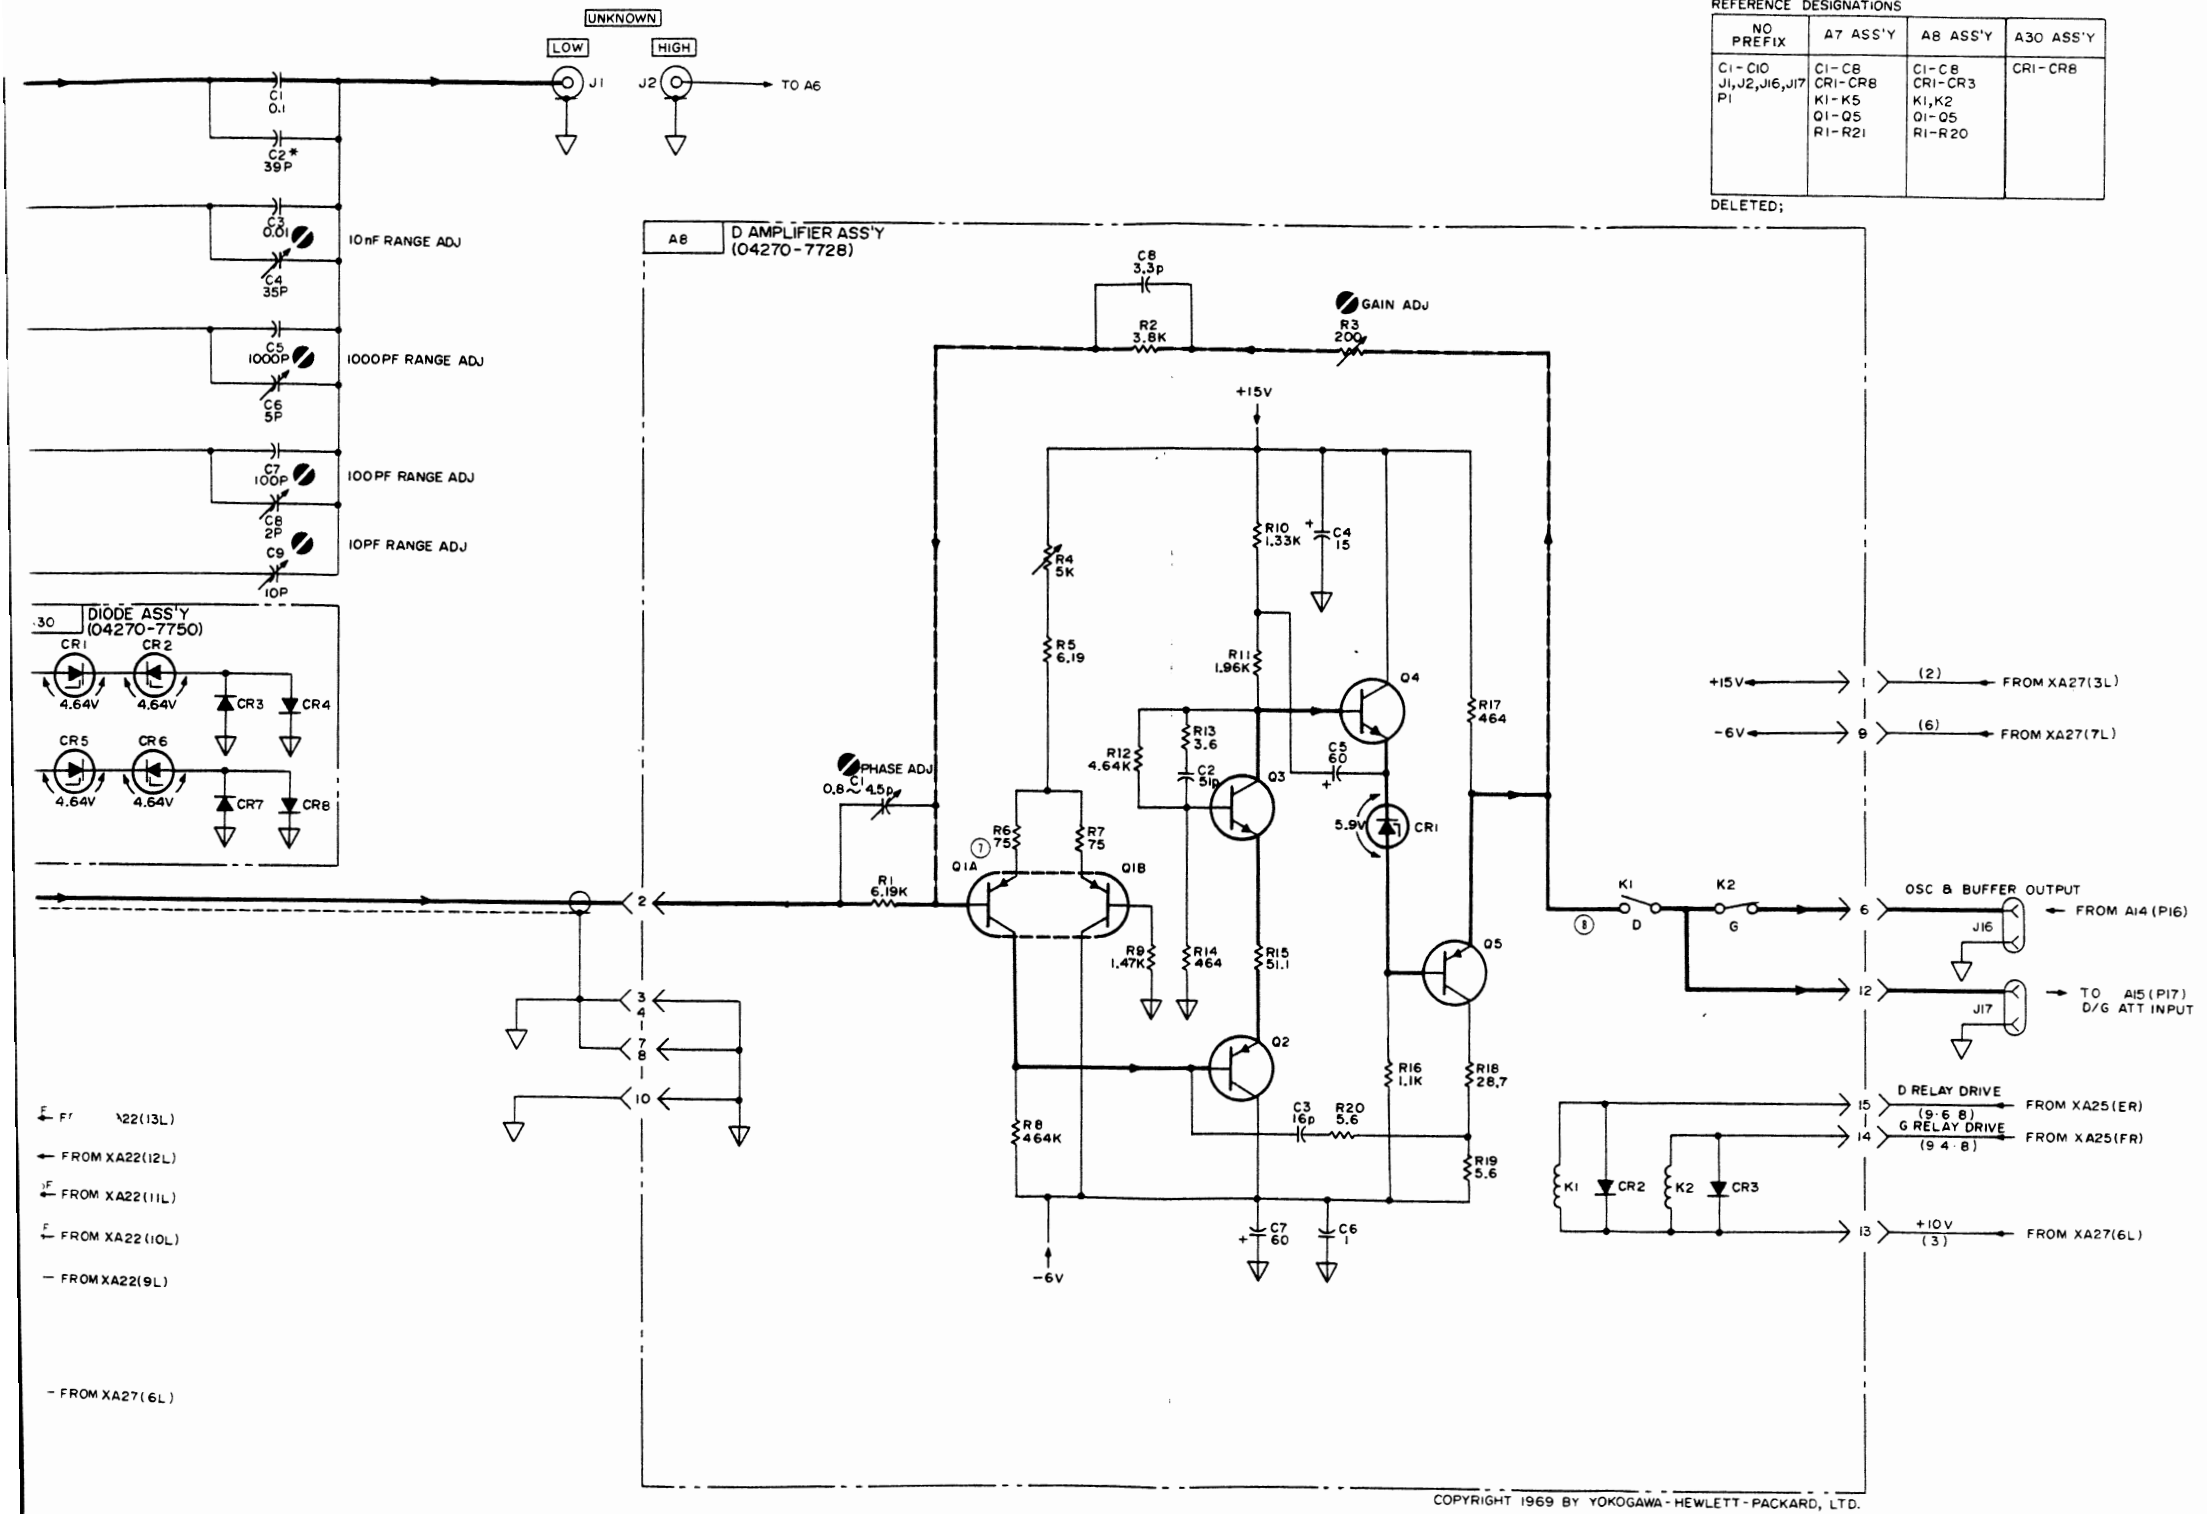 REFERENCE DESIGNATIONS
NO PREFIX
A7 ASS'Y
A8 ASS'Y
A30 ASS'Y
C1-C10
J1,J2,J16,J17
P1
C1-C8
CR1-CR8
K1-K5
Q1-Q5
R1-R21
C1-C8
CR1-CR3
K1,K2
Q1-Q5
R1-R20
CR1-CR8
DELETED;
UNKNOWN
LOW
HIGH
J1
J2
TO A6
C1
0.1
C2*
39P
C3
0.01
10nF RANGE ADJ
C4
35P
C5
1000P
1000PF RANGE ADJ
C6
5P
C7
100P
100PF RANGE ADJ
C8
2P
C9
10PF RANGE ADJ
10P
30
DIODE ASS'Y
(04270-7750)
CR1
CR2
4.64V
4.64V
CR3
CR4
CR5
CR6
4.64V
4.64V
CR7
CR8
A8
D AMPLIFIER ASS'Y
(04270-7728)
C8
3.3p
R2
3.8K
GAIN ADJ
R3
200
+15V
R4
5K
R5
6.19
R10
1.33K
+
C4
15
R11
1.96K
Q4
R17
464
R12
4.64K
R13
3.6
C2
51p
Q3
C5
60
+
5.9V
CR1
PHASE ADJ
C1
0.8~4.5p
R6
75
R7
75
7
Q1A
Q1B
R1
6.19K
2
R9
1.47K
R14
464
R15
51.1
Q5
Q2
R16
1.1K
R18
28.7
C3
16p
R20
5.6
R8
464K
R19
5.6
C7
60
+
C6
1
-6V
3
4
7
8
10
+15V
1
(2)
FROM XA27(3L)
-6V
9
(6)
FROM XA27(7L)
K1
D
K2
G
8
6
OSC & BUFFER OUTPUT
FROM A14(P16)
J16
12
TO A15(P17)
D/G ATT INPUT
J17
15
D RELAY DRIVE
(9·6·8)
FROM XA25(ER)
14
G RELAY DRIVE
(9·4·8)
FROM XA25(FR)
K1
CR2
K2
CR3
13
+10V
(3)
FROM XA27(6L)
22(13L)
FROM XA22(12L)
FROM XA22(11L)
FROM XA22(10L)
FROM XA22(9L)
FROM XA27(6L)
COPYRIGHT 1969 BY YOKOGAWA-HEWLETT-PACKARD, LTD.